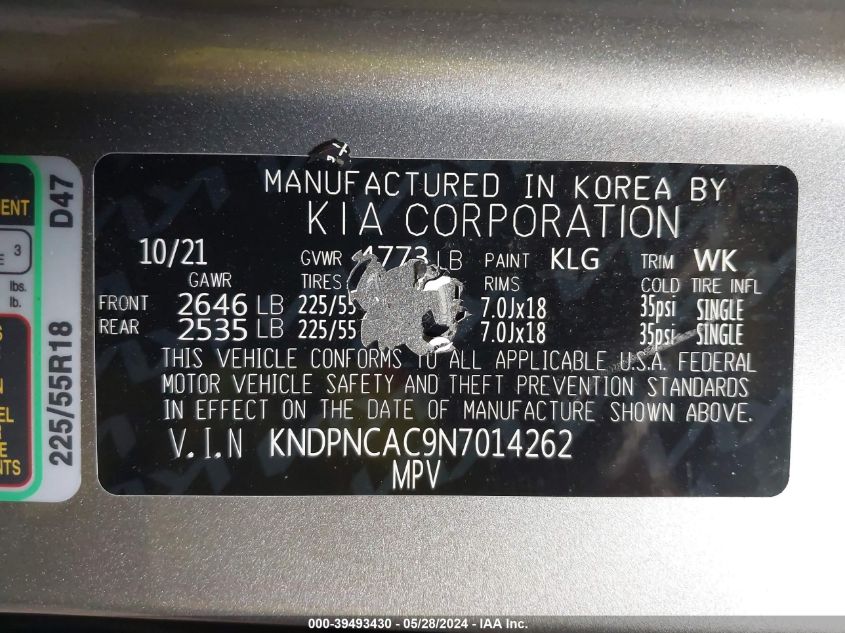 MANUFACTURED IN KOREA BY
KIA CORPORATION
10/21 GVWR 4773 LB PAINT KLG TRIM WK
GAWR TIRES RIMS COLD TIRE INFL
FRONT 2646 LB 225/55 7.0Jx18 35psi SINGLE
REAR 2535 LB 225/55 7.0Jx18 35psi SINGLE
THIS VEHICLE CONFORMS TO ALL APPLICABLE U.S.A. FEDERAL
MOTOR VEHICLE SAFETY AND THEFT PREVENTION STANDARDS
IN EFFECT ON THE DATE OF MANUFACTURE SHOWN ABOVE.
V.I.N KNDPNCAC9N7014262
MPV
225/55R18 D47
3
lbs.
lb.
000-39493430 - 05/28/2024 - IAA Inc.